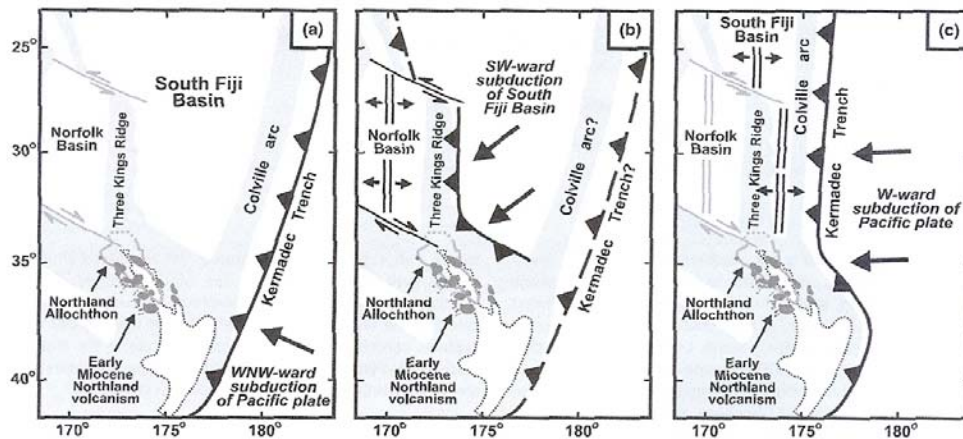 (a)
25°
30°
35°
40°
170°
175°
180°
South Fiji
Basin
Norfolk
Basin
Three Kings Ridge
Colville arc
Kermadec Trench
Northland
Allochthon
Early
Miocene
Northland
volcanism
WNW-ward
subduction
of Pacific plate
(b)
SW-ward
subduction
of South
Fiji Basin
Norfolk
Basin
Three Kings Ridge
Colville arc?
Kermadec Trench?
Northland
Allochthon
Early
Miocene
Northland
volcanism
170°
175°
180°
(c)
South Fiji
Basin
Norfolk
Basin
Three Kings Ridge
Colville arc
Kermadec Trench
W-ward
subduction of
Pacific plate
Northland
Allochthon
Early
Miocene
Northland
volcanism
170°
175°
180°